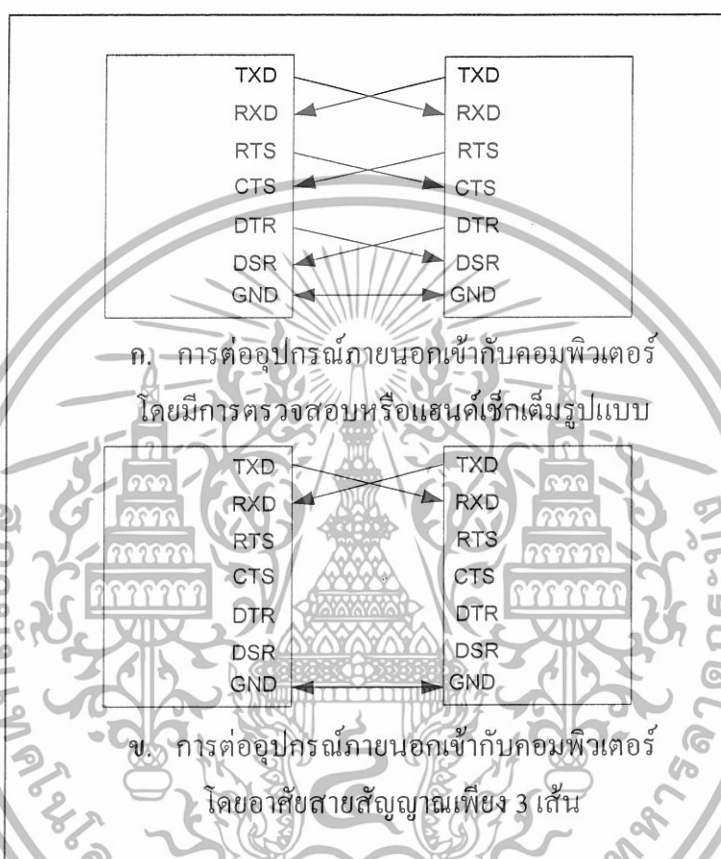 TXD TXD
RXD RXD
RTS RTS
CTS CTS
DTR DTR
DSR DSR
GND GND
ก. การต่ออุปกรณ์ภายนอกเข้ากับคอมพิวเตอร์
โดยมีการตรวจสอบหรือแฮนด์เช็กเต็มรูปแบบ
TXD TXD
RXD RXD
RTS RTS
CTS CTS
DTR DTR
DSR DSR
GND GND
ข. การต่ออุปกรณ์ภายนอกเข้ากับคอมพิวเตอร์
โดยอาศัยสายสัญญาณเพียง 3 เส้น